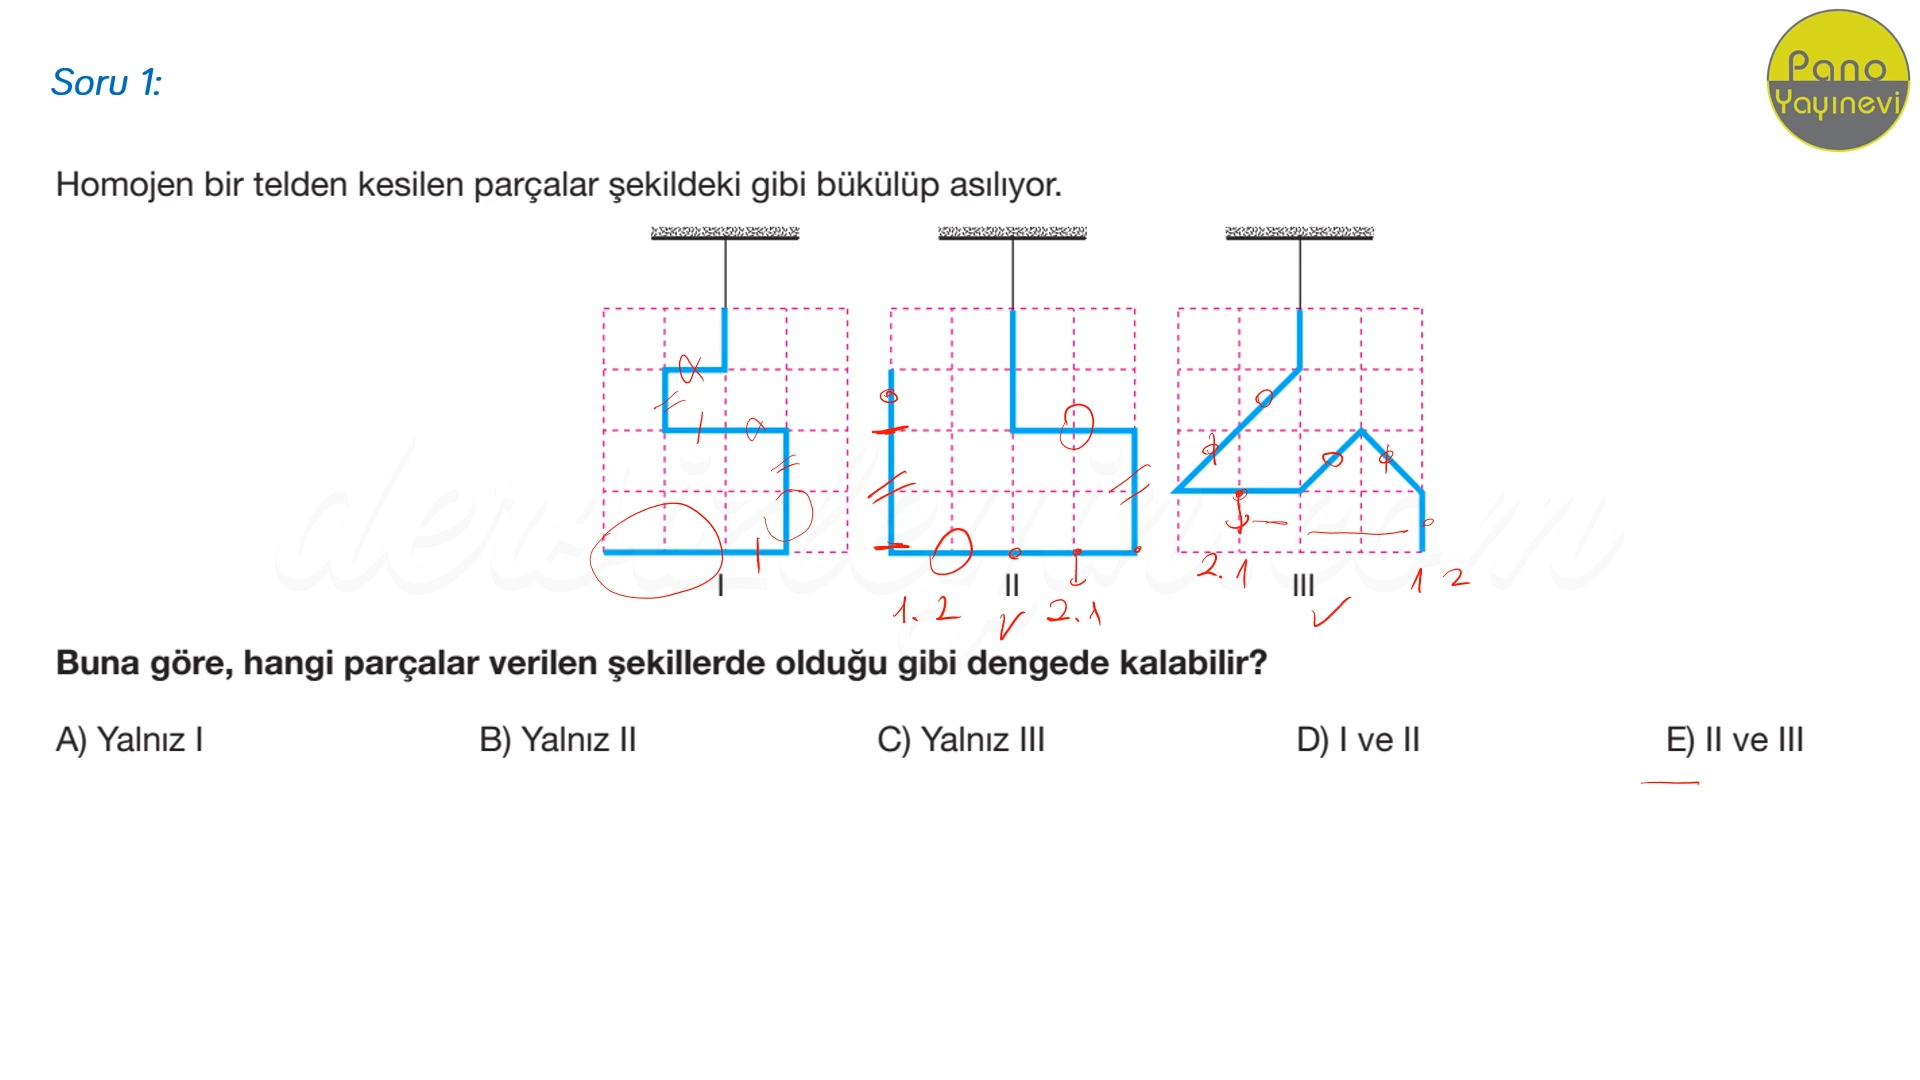 Pano
Yayınevi
Soru 1:
Homojen bir telden kesilen parçalar şekildeki gibi bükülüp asılıyor.
I
II
III
1. 2
2. 1
2. 1
1 2
Buna göre, hangi parçalar verilen şekillerde olduğu gibi dengede kalabilir?
A) Yalnız I B) Yalnız II C) Yalnız III D) I ve II E) II ve III
dersizlenir.com